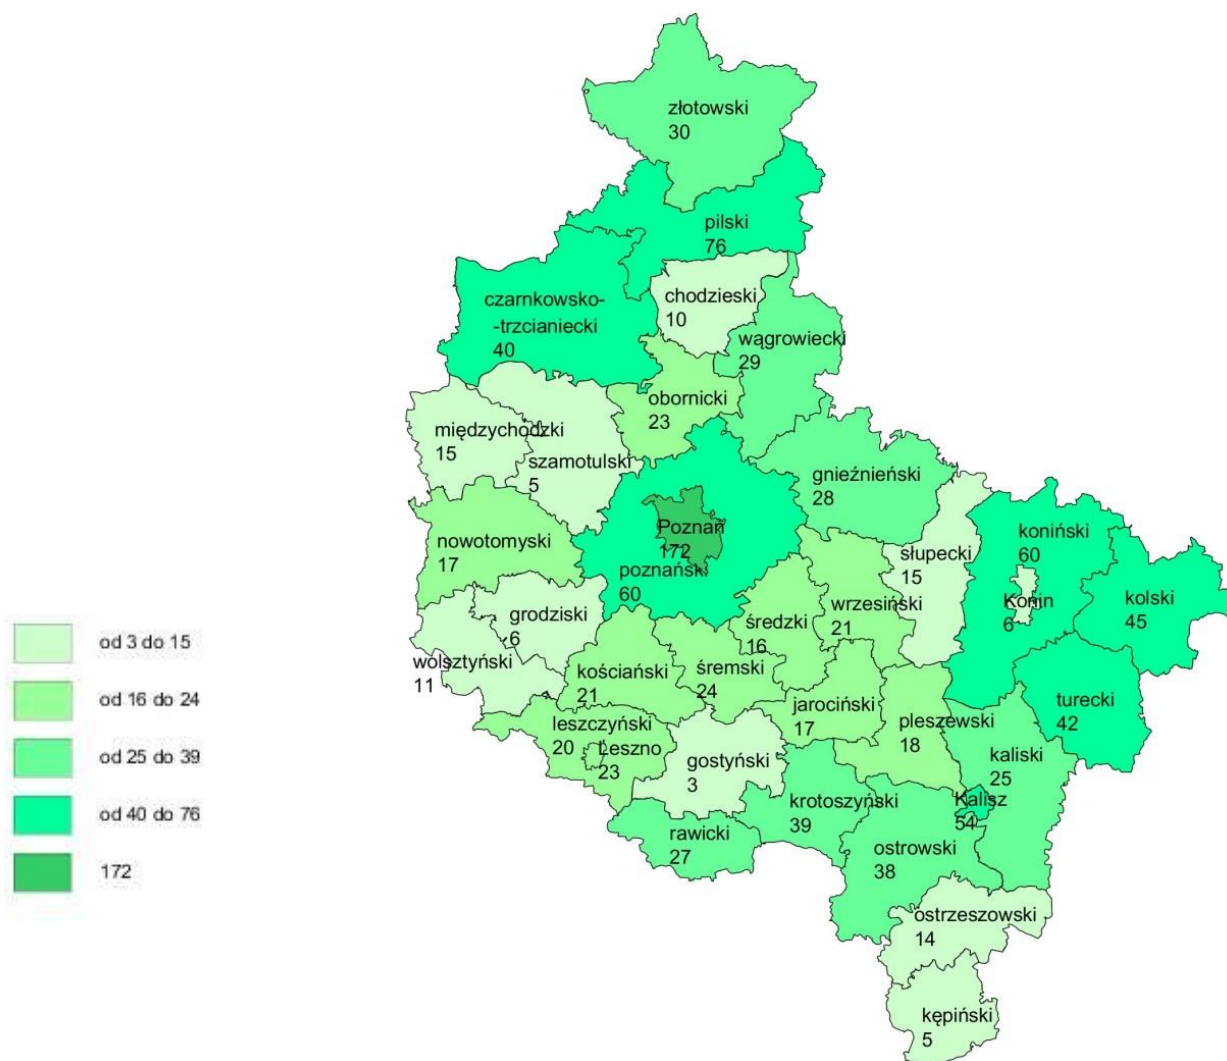 złotowski
30
pilski
76
chodzieski
10
czarnkowsko-
-trzcianiecki
40
wągrowiecki
29
obornicki
23
międzychodzki
15
szamotulski
5
gnieźnieński
28
Poznań
172
poznański
60
nowotomyski
17
słupecki
15
koniński
60
Konin
6
kolski
45
grodziski
6
średzki
16
wrzesiński
21
wolsztyński
11
kościański
21
śremski
24
jarociński
17
pleszewski
18
turecki
42
leszczyński
20
Leszno
23
gostyński
3
kaliski
25
Kalisz
54
krotoszyński
39
rawicki
27
ostrowski
38
ostrzeszowski
14
kępiński
5
od 3 do 15
od 16 do 24
od 25 do 39
od 40 do 76
172